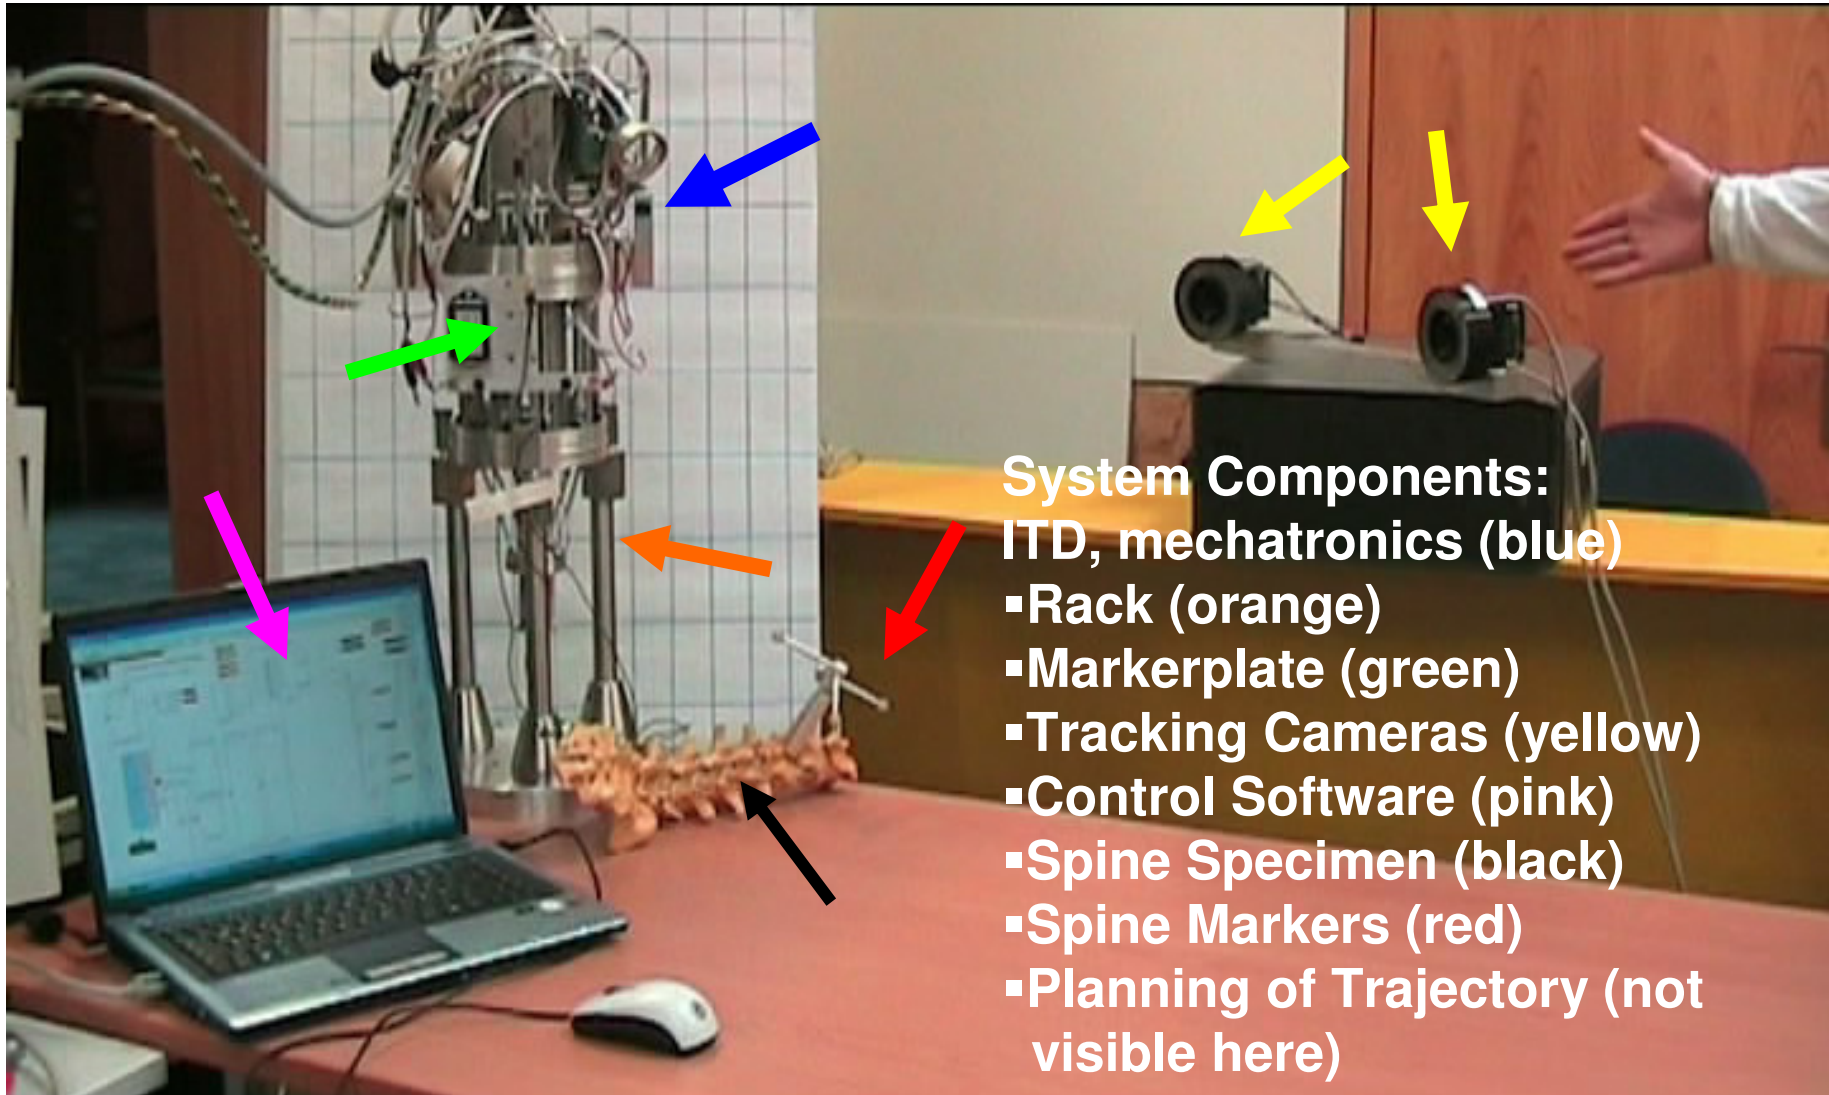 System Components:
ITD, mechatronics (blue)
▪Rack (orange)
▪Markerplate (green)
▪Tracking Cameras (yellow)
▪Control Software (pink)
▪Spine Specimen (black)
▪Spine Markers (red)
▪Planning of Trajectory (not
visible here)